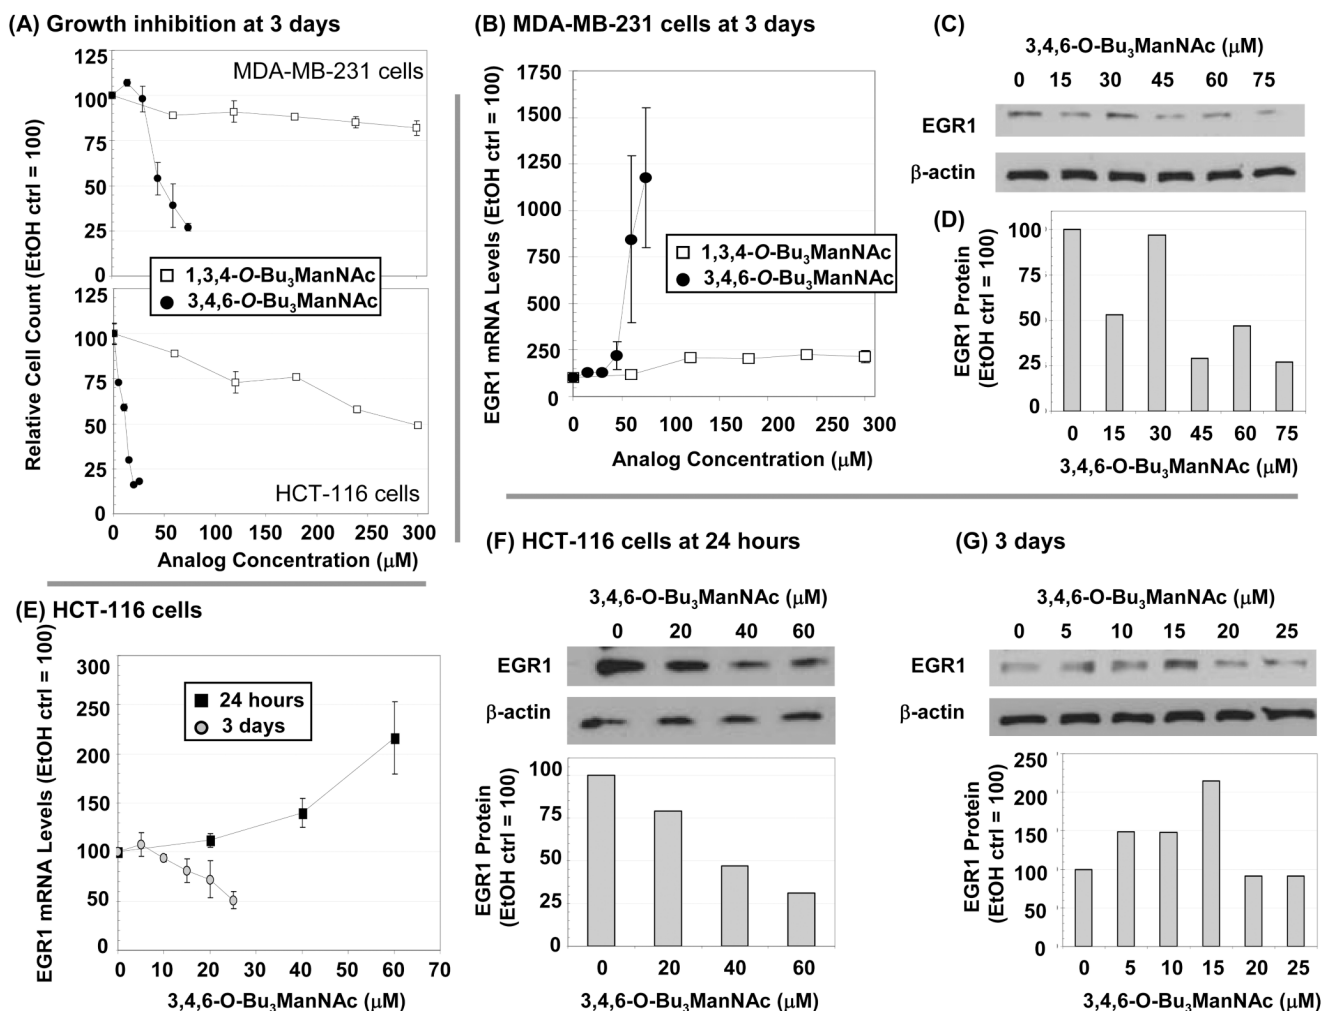 (A) Growth inhibition at 3 days
Relative Cell Count (EtOH ctrl = 100)
125
100
75
50
25
0
MDA-MB-231 cells
1,3,4-O-Bu₃ManNAc
3,4,6-O-Bu₃ManNAc
125
100
75
50
25
0
HCT-116 cells
0 50 100 150 200 250 300
Analog Concentration (μM)
(B) MDA-MB-231 cells at 3 days
EGR1 mRNA Levels (EtOH ctrl = 100)
1750
1500
1250
1000
750
500
250
0
1,3,4-O-Bu₃ManNAc
3,4,6-O-Bu₃ManNAc
0 50 100 150 200 250 300
Analog Concentration (μM)
(C)
3,4,6-O-Bu₃ManNAc (μM)
0 15 30 45 60 75
EGR1
β-actin
(D)
EGR1 Protein
(EtOH ctrl = 100)
100
75
50
25
0
0 15 30 45 60 75
3,4,6-O-Bu₃ManNAc (μM)
(E) HCT-116 cells
EGR1 mRNA Levels (EtOH ctrl = 100)
300
250
200
150
100
50
0
24 hours
3 days
0 10 20 30 40 50 60 70
3,4,6-O-Bu₃ManNAc (μM)
(F) HCT-116 cells at 24 hours
3,4,6-O-Bu₃ManNAc (μM)
0 20 40 60
EGR1
β-actin
EGR1 Protein
(EtOH ctrl = 100)
100
75
50
25
0
0 20 40 60
3,4,6-O-Bu₃ManNAc (μM)
(G) 3 days
3,4,6-O-Bu₃ManNAc (μM)
0 5 10 15 20 25
EGR1
β-actin
EGR1 Protein
(EtOH ctrl = 100)
250
200
150
100
50
0
0 5 10 15 20 25
3,4,6-O-Bu₃ManNAc (μM)